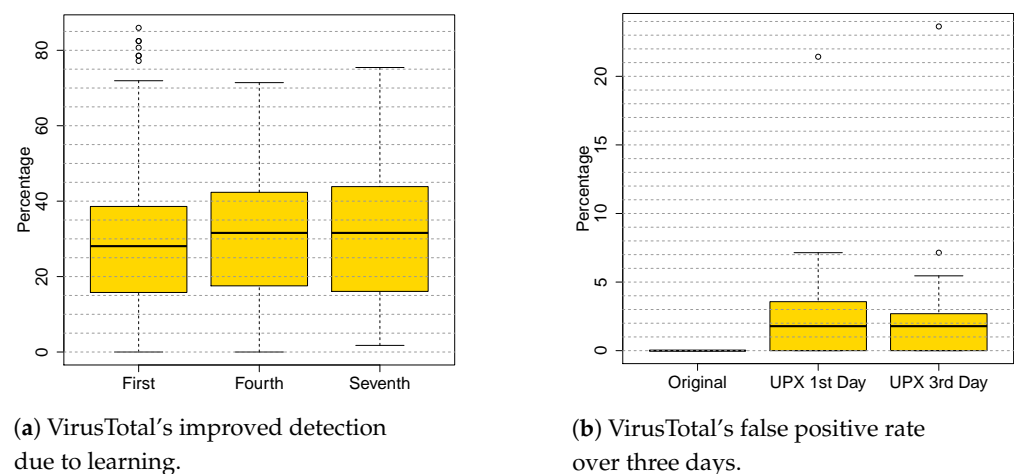 Percentage
80
60
40
20
0
First Fourth Seventh
(a) VirusTotal's improved detection
due to learning.
Percentage
20
15
10
5
0
Original UPX 1st Day UPX 3rd Day
(b) VirusTotal's false positive rate
over three days.